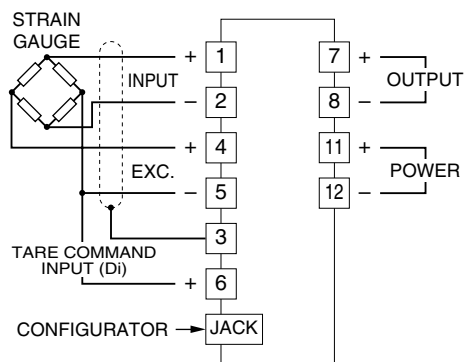 STRAIN
GAUGE
+ 1 7 +
INPUT OUTPUT
− 2 8 −
+ 4 11 +
EXC. POWER
− 5 12 −
3
TARE COMMAND
INPUT (Di)
+ 6
CONFIGURATOR JACK